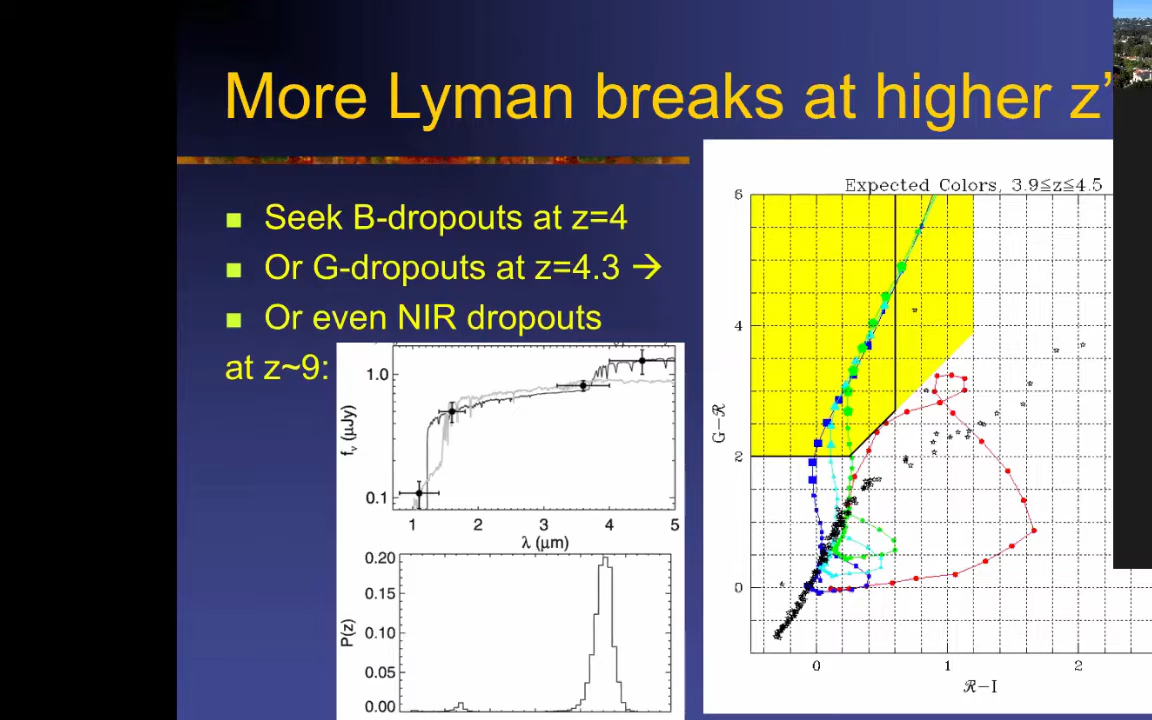 More Lyman breaks at higher z'
Seek B-dropouts at z=4
Or G-dropouts at z=4.3 →
Or even NIR dropouts
at z~9:
1.0
0.1
fν (μJy)
1 2 3 4 5
λ (μm)
0.20
0.15
0.10
0.05
0.00
P(z)
Expected Colors, 3.9≤z≤4.5
6
4
2
0
G-ℛ
0 1 2
ℛ-I